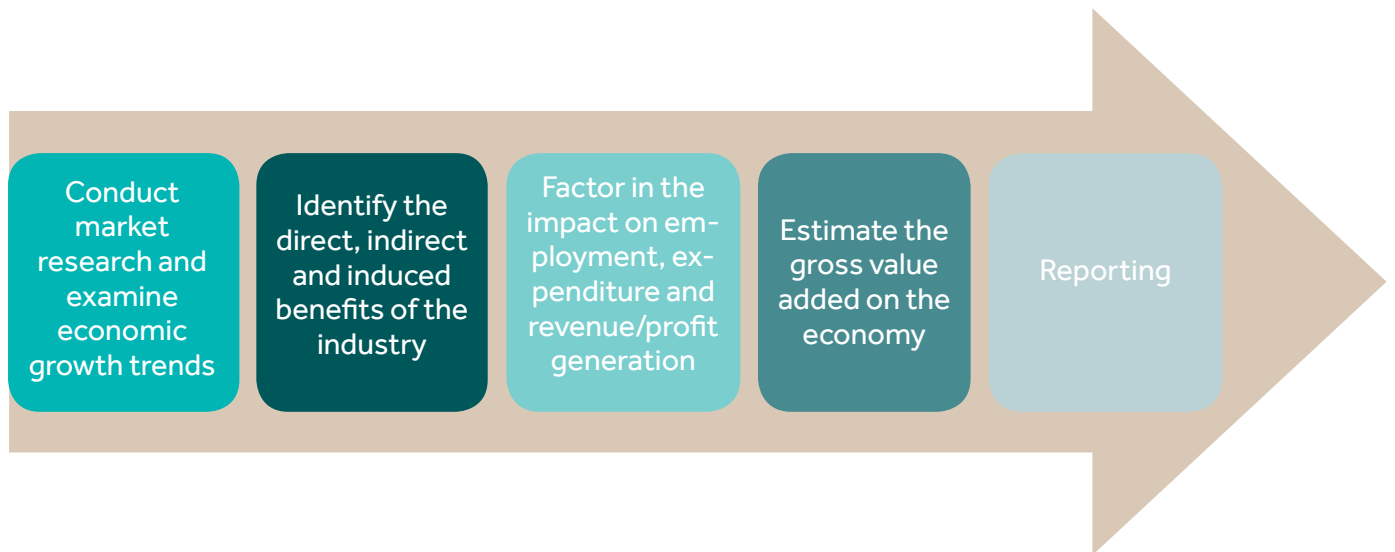 Conduct
market
research and
examine
economic
growth trends
Identify the
direct, indirect
and induced
benefits of the
industry
Factor in the
impact on em-
ployment, ex-
penditure and
revenue/profit
generation
Estimate the
gross value
added on the
economy
Reporting